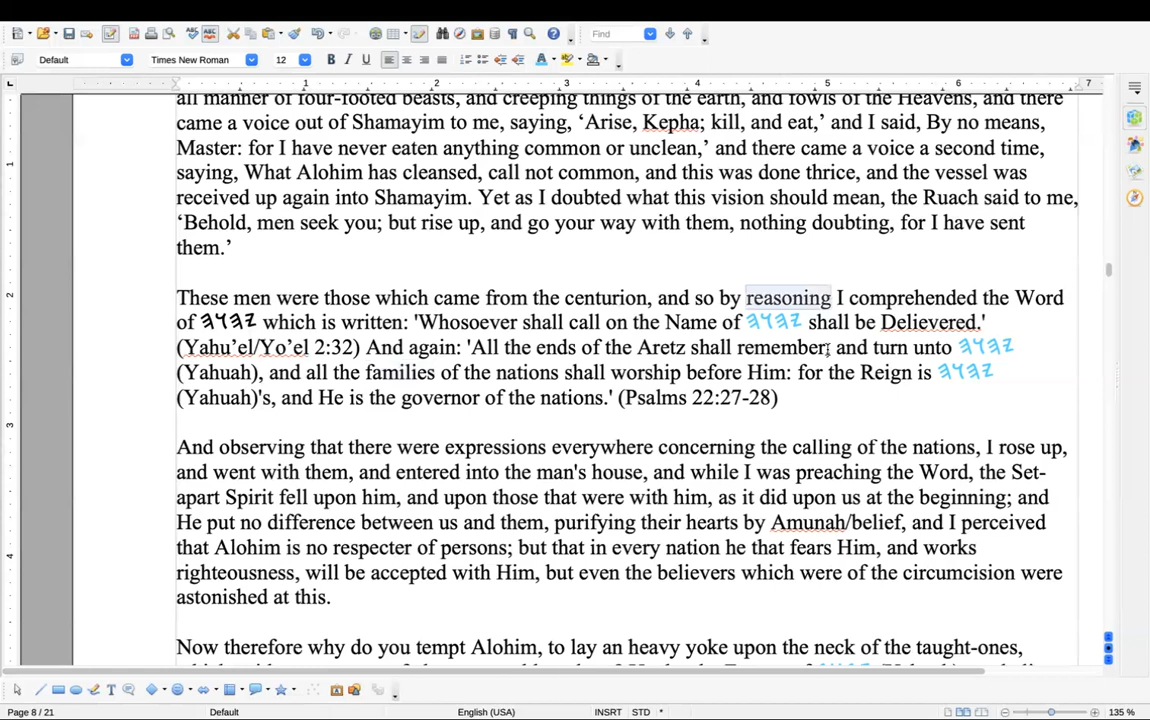 Default
Times New Roman
12
Find
1 2 3 4 5 6 7
all manner of four-footed beasts, and creeping things of the earth, and fowls of the Heavens, and there
came a voice out of Shamayim to me, saying, ‘Arise, Kepha; kill, and eat,’ and I said, By no means,
Master: for I have never eaten anything common or unclean,’ and there came a voice a second time,
saying, What Alohim has cleansed, call not common, and this was done thrice, and the vessel was
received up again into Shamayim. Yet as I doubted what this vision should mean, the Ruach said to me,
‘Behold, men seek you; but rise up, and go your way with them, nothing doubting, for I have sent
them.’
These men were those which came from the centurion, and so by reasoning I comprehended the Word
of 𐤉𐤄𐤅𐤄 which is written: 'Whosoever shall call on the Name of 𐤉𐤄𐤅𐤄 shall be Delievered.'
(Yahu’el/Yo’el 2:32) And again: 'All the ends of the Aretz shall remember, and turn unto 𐤉𐤄𐤅𐤄
(Yahuah), and all the families of the nations shall worship before Him: for the Reign is 𐤉𐤄𐤅𐤄
(Yahuah)'s, and He is the governor of the nations.' (Psalms 22:27-28)
And observing that there were expressions everywhere concerning the calling of the nations, I rose up,
and went with them, and entered into the man's house, and while I was preaching the Word, the Set-
apart Spirit fell upon him, and upon those that were with him, as it did upon us at the beginning; and
He put no difference between us and them, purifying their hearts by Amunah/belief, and I perceived
that Alohim is no respecter of persons; but that in every nation he that fears Him, and works
righteousness, will be accepted with Him, but even the believers which were of the circumcision were
astonished at this.
Now therefore why do you tempt Alohim, to lay an heavy yoke upon the neck of the taught-ones,
Page 8 / 21
Default
English (USA)
INSRT
STD
*
135 %